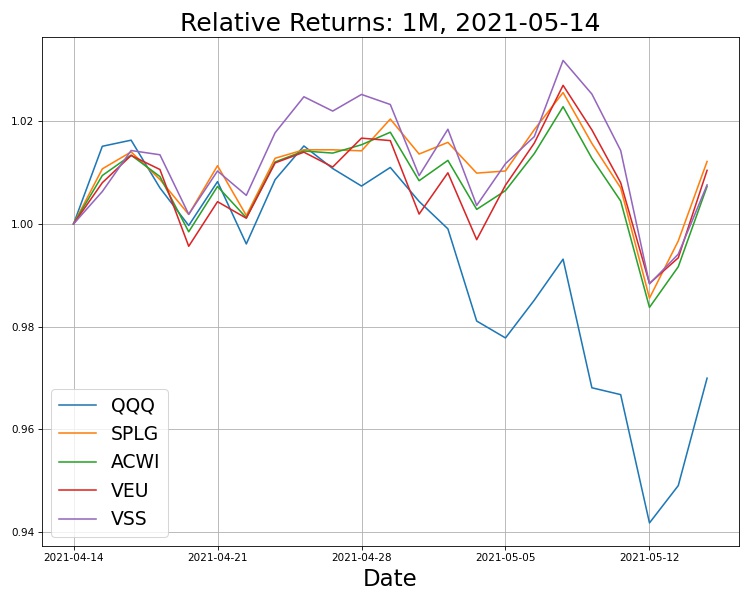 Relative Returns: 1M, 2021-05-14
1.02
1.00
0.98
0.96
0.94
QQQ
SPLG
ACWI
VEU
VSS
2021-04-14 2021-04-21 2021-04-28 2021-05-05 2021-05-12
Date